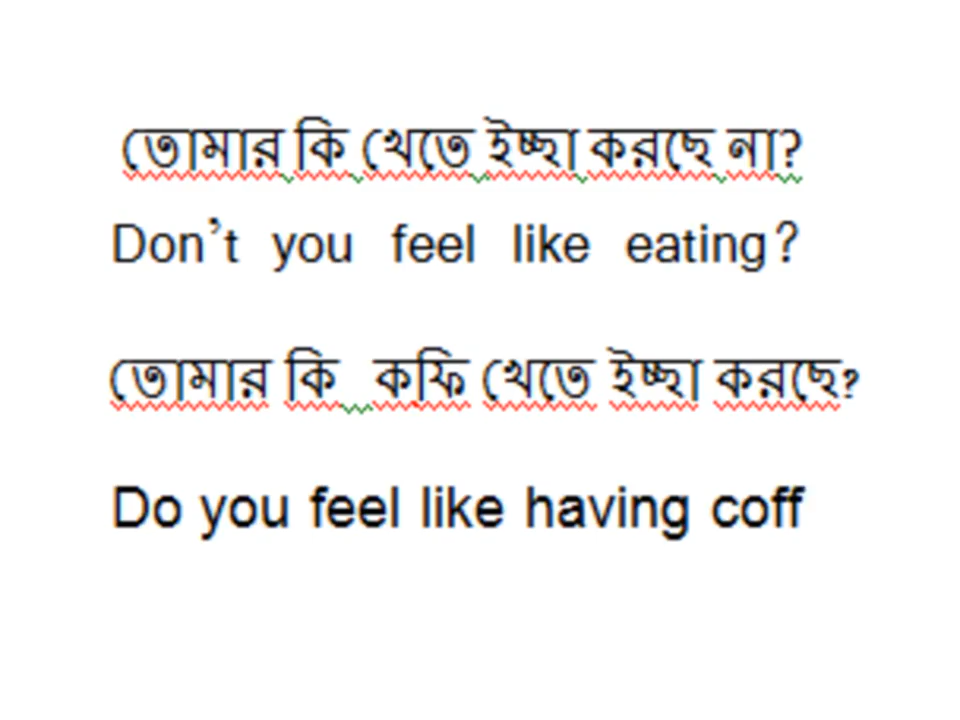 তোমার কি খেতে ইচ্ছা করছে না?
Don't you feel like eating?
তোমার কি কফি খেতে ইচ্ছা করছে?
Do you feel like having coff